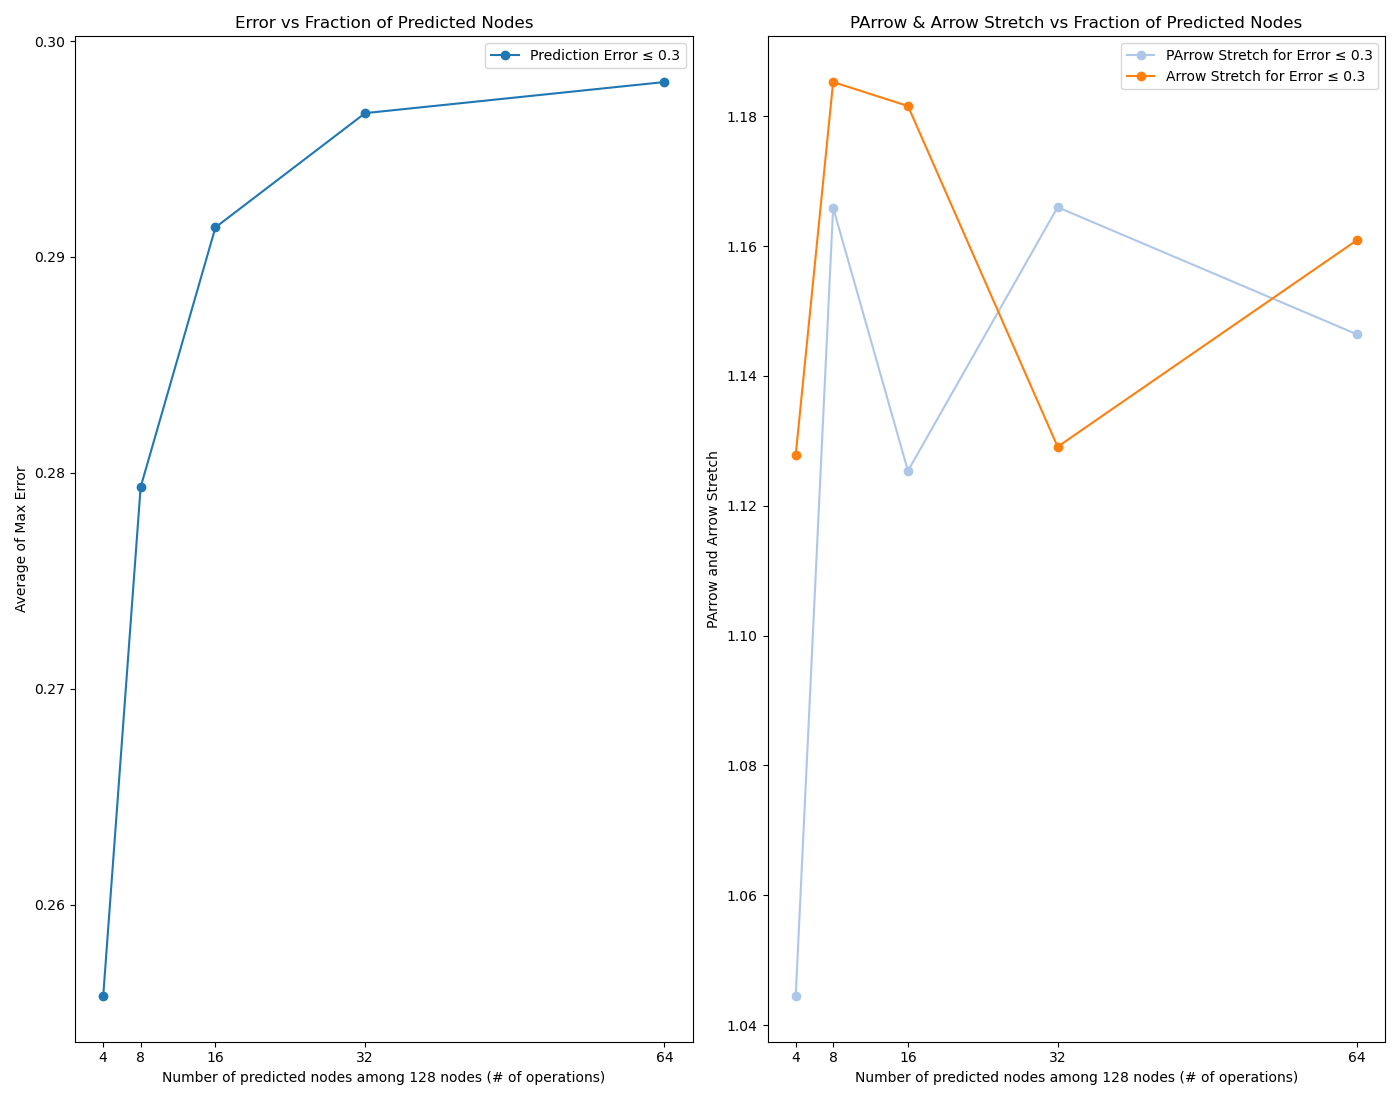 Error vs Fraction of Predicted Nodes
Prediction Error ≤ 0.3
Average of Max Error
0.30
0.29
0.28
0.27
0.26
4 8 16 32 64
Number of predicted nodes among 128 nodes (# of operations)
PArrow & Arrow Stretch vs Fraction of Predicted Nodes
PArrow Stretch for Error ≤ 0.3
Arrow Stretch for Error ≤ 0.3
PArrow and Arrow Stretch
1.18
1.16
1.14
1.12
1.10
1.08
1.06
1.04
4 8 16 32 64
Number of predicted nodes among 128 nodes (# of operations)